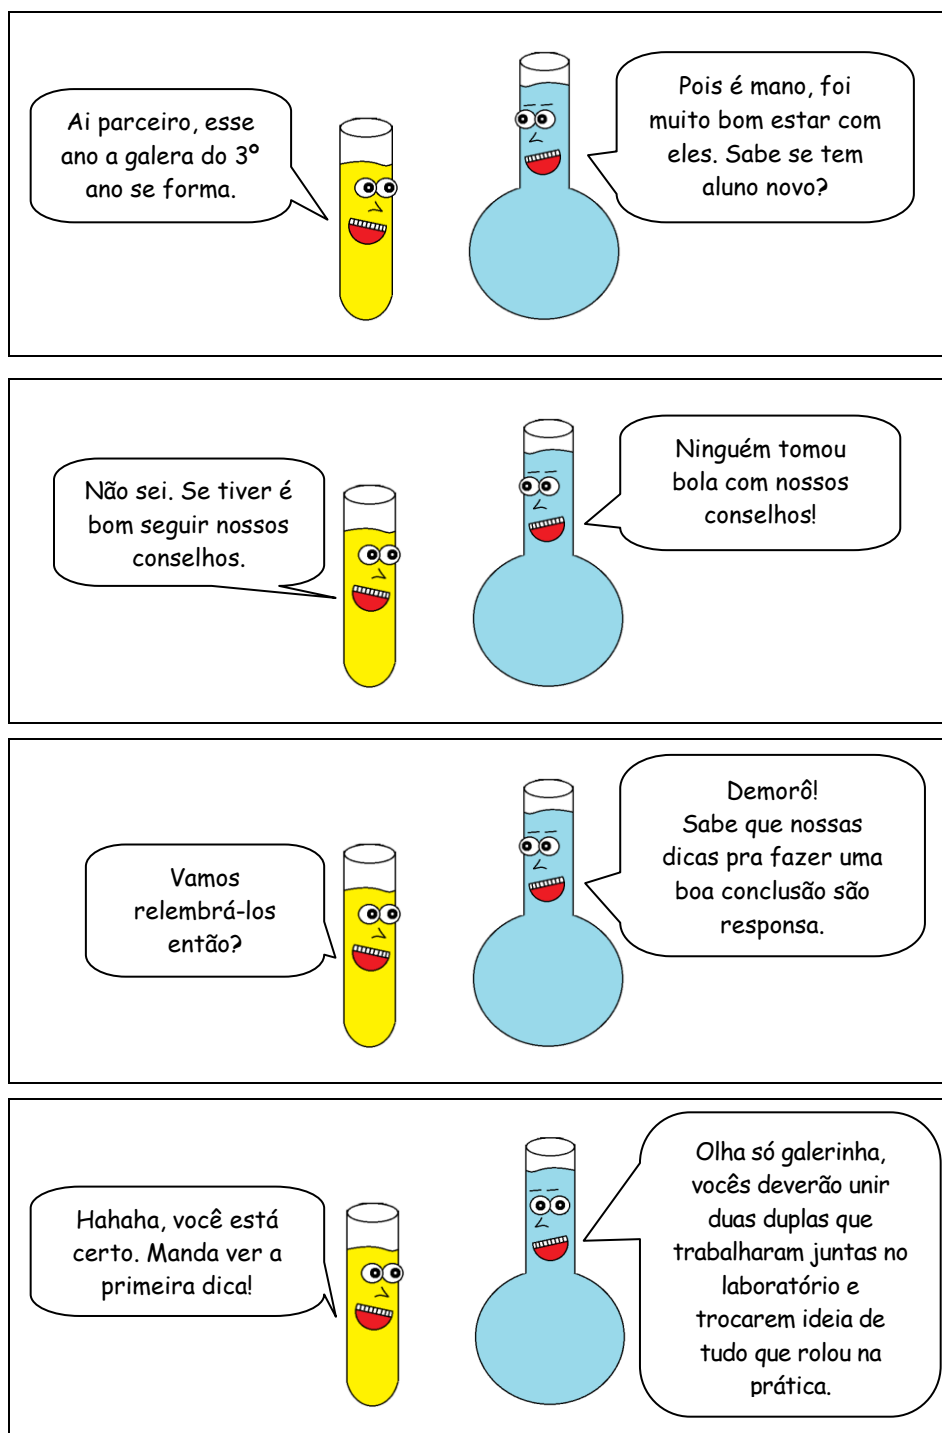 Ai parceiro, esse
ano a galera do 3º
ano se forma.
Pois é mano, foi
muito bom estar com
eles. Sabe se tem
aluno novo?
Não sei. Se tiver é
bom seguir nossos
conselhos.
Ninguém tomou
bola com nossos
conselhos!
Vamos
relembrá-los
então?
Demorô!
Sabe que nossas
dicas pra fazer uma
boa conclusão são
responsa.
Hahaha, você está
certo. Manda ver a
primeira dica!
Olha só galerinha,
vocês deverão unir
duas duplas que
trabalharam juntas no
laboratório e
trocarem ideia de
tudo que rolou na
prática.